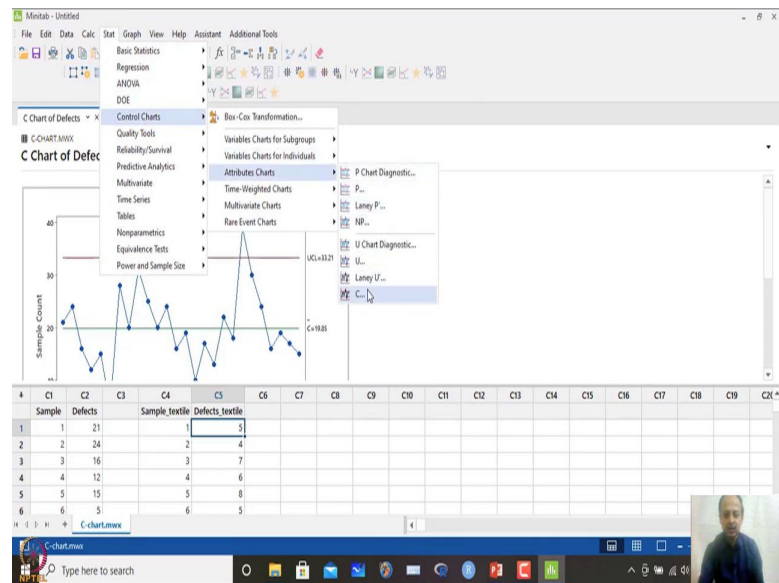 Minitab - Untitled
File Edit Data Calc Stat Graph View Help Assistant Additional Tools
Basic Statistics
Regression
ANOVA
DOE
Control Charts
Quality Tools
Reliability/Survival
Predictive Analytics
Multivariate
Time Series
Tables
Nonparametrics
Equivalence Tests
Power and Sample Size
Box-Cox Transformation...
Variables Charts for Subgroups
Variables Charts for Individuals
Attributes Charts
Time-Weighted Charts
Multivariate Charts
Rare Event Charts
P Chart Diagnostic...
P...
Laney P'...
NP...
U Chart Diagnostic...
U...
Laney U'...
C...
C Chart of Defects
C-CHART.MWX
C Chart of Defec
40
30
20
Sample Count
UCL=33.21
C=19.85
C1 C2 C3 C4 C5 C6 C7 C8 C9 C10 C11 C12 C13 C14 C15 C16 C17 C18 C19 C20
Sample Defects Sample_textile Defects_textile
1 1 21 1 5
2 2 24 2 4
3 3 16 3 7
4 4 12 4 6
5 5 15 5 8
6 6 5 6 5
C-chart.mwx
C-chart.mwx
Type here to search
NPTEL